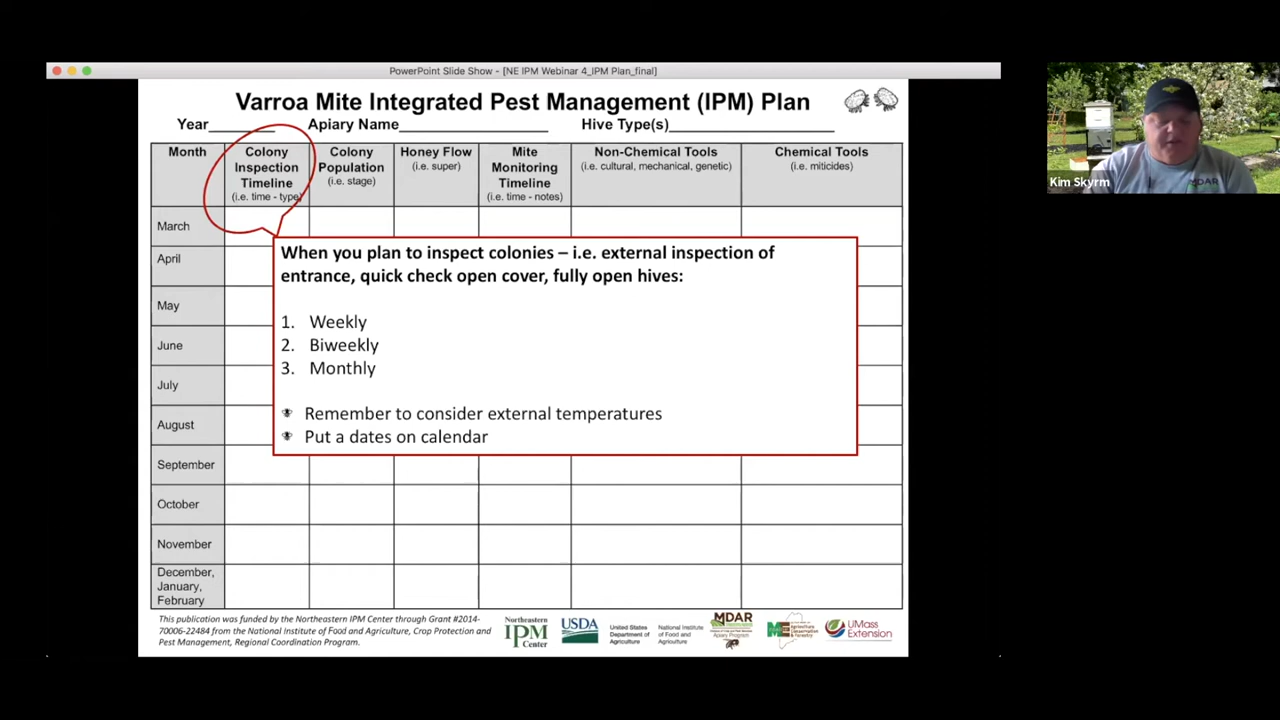 PowerPoint Slide Show - [NE IPM Webinar 4_IPM Plan_final]
Varroa Mite Integrated Pest Management (IPM) Plan
Year________ Apiary Name__________________ Hive Type(s)____________________
Month
Colony
Inspection
Timeline
(i.e. time - type)
Colony
Population
(i.e. stage)
Honey Flow
(i.e. super)
Mite
Monitoring
Timeline
(i.e. time - notes)
Non-Chemical Tools
(i.e. cultural, mechanical, genetic)
Chemical Tools
(i.e. miticides)
March
April
May
June
July
August
September
October
November
December,
January,
February
When you plan to inspect colonies – i.e. external inspection of
entrance, quick check open cover, fully open hives:
1. Weekly
2. Biweekly
3. Monthly
Remember to consider external temperatures
Put a dates on calendar
This publication was funded by the Northeastern IPM Center through Grant #2014-
70006-22484 from the National Institute of Food and Agriculture, Crop Protection and
Pest Management, Regional Coordination Program.
Northeastern
IPM
Center
USDA
United States
Department of
Agriculture
National Institute
of Food and
Agriculture
MDAR
UMass
Extension
Kim Skyrm
MDAR